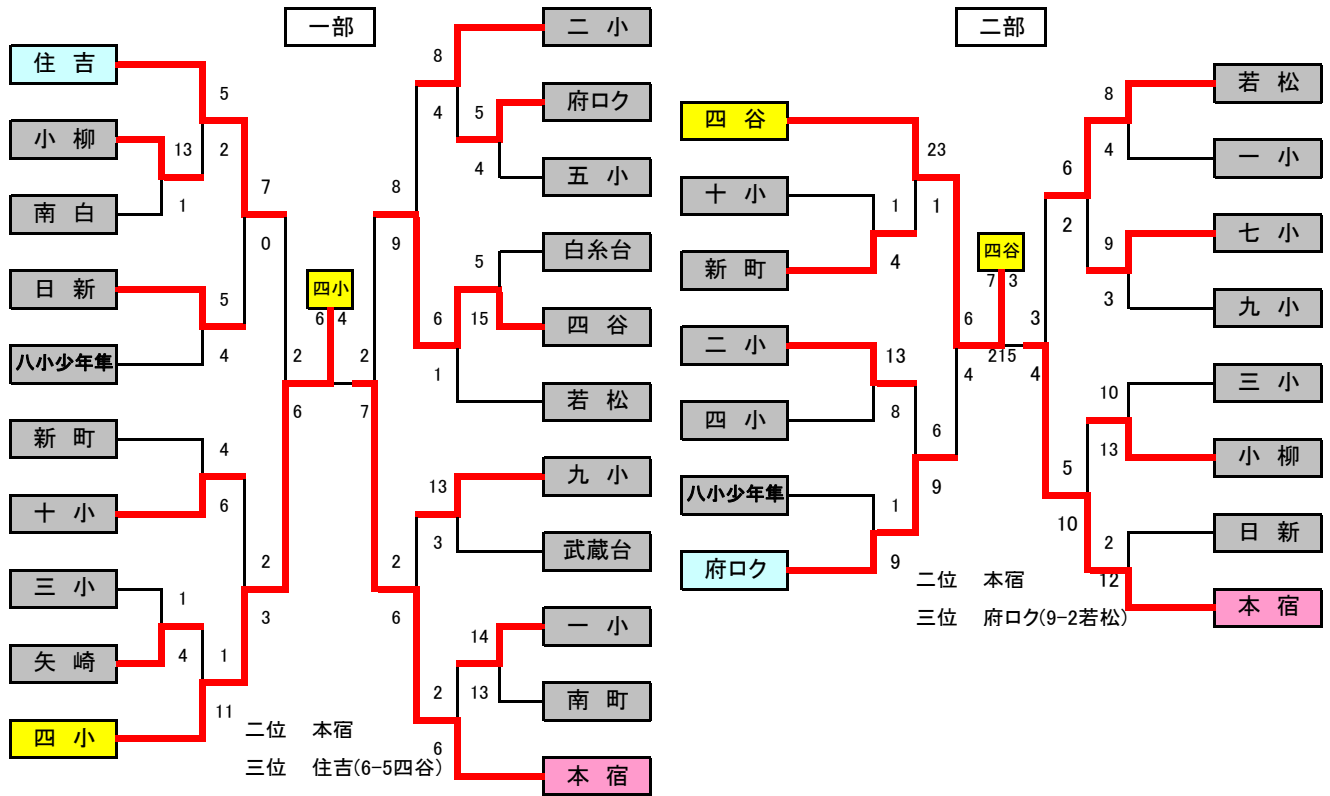 一部
住 吉
小 柳
南 白
日 新
八小少年隼
新 町
十 小
三 小
矢 崎
四 小
5
2
13
1
7
0
5
4
4
6
2
3
1
4
1
11
2
6
四小
6 4
2
7
二 小
府ロク
五 小
白糸台
四 谷
若 松
九 小
武蔵台
一 小
南 町
本 宿
8
4
5
4
8
9
5
15
6
1
13
3
2
6
14
13
2
6
二位 本宿
三位 住吉(6-5四谷)
二部
四 谷
十 小
新 町
二 小
四 小
八小少年隼
府ロク
23
1
1
4
13
8
6
9
1
9
6
4
四谷
7 3
215
3
4
若 松
一 小
七 小
九 小
三 小
小 柳
日 新
本 宿
8
4
6
2
9
3
10
13
5
10
2
12
二位 本宿
三位 府ロク(9-2若松)